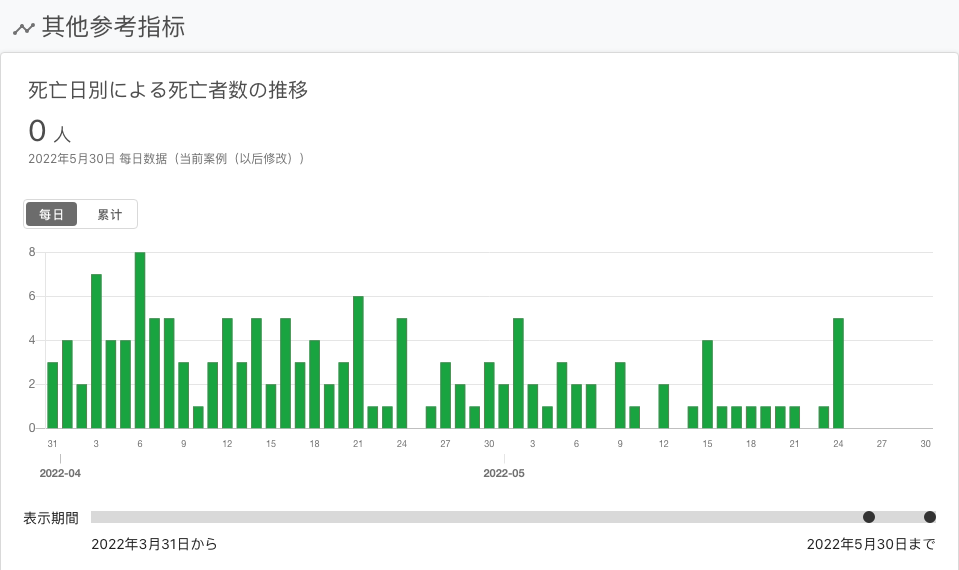 其他参考指标
死亡日別による死亡者数の推移
0 人
2022年5月30日 每日数据（当前案例（以后修改））
每日 累计
8
6
4
2
0
31 3 6 9 12 15 18 21 24 27 30 3 6 9 12 15 18 21 24 27 30
2022-04 2022-05
表示期間
2022年3月31日から 2022年5月30日まで